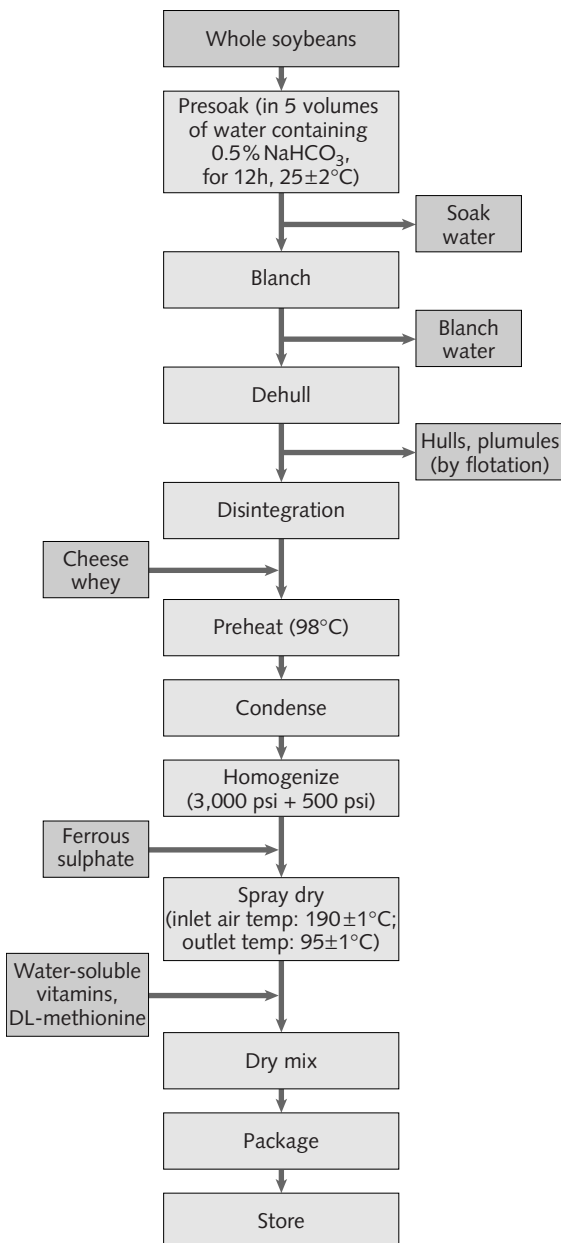 Whole soybeans
Presoak (in 5 volumes
of water containing
0.5% NaHCO₃,
for 12h, 25±2°C)
Soak
water
Blanch
Blanch
water
Dehull
Hulls, plumules
(by flotation)
Disintegration
Cheese
whey
Preheat (98°C)
Condense
Homogenize
(3,000 psi + 500 psi)
Ferrous
sulphate
Spray dry
(inlet air temp: 190±1°C;
outlet temp: 95±1°C)
Water-soluble
vitamins,
DL-methionine
Dry mix
Package
Store